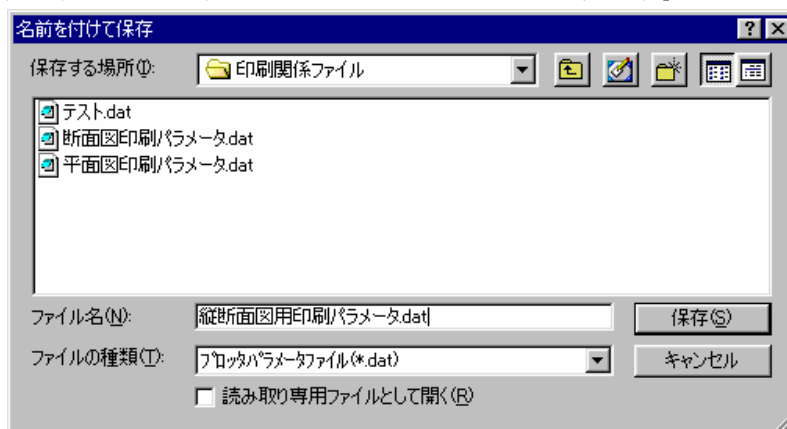 名前を付けて保存
保存する場所(I): 印刷関係ファイル
テスト.dat
断面図印刷パラメータ.dat
平面図印刷パラメータ.dat
ファイル名(N): 縦断面図用印刷パラメータ.dat 保存(S)
ファイルの種類(T): プロッタパラメータファイル(*.dat) キャンセル
読み取り専用ファイルとして開く(R)